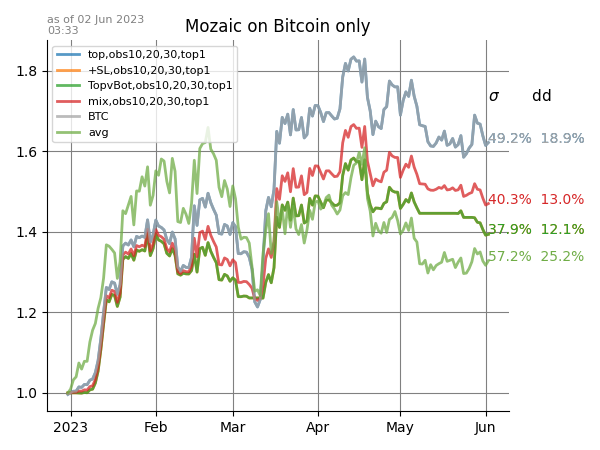 as of 02 Jun 2023
03:33
Mozaic on Bitcoin only
top,obs10,20,30,top1
+SL,obs10,20,30,top1
TopvBot,obs10,20,30,top1
mix,obs10,20,30,top1
BTC
avg
σ dd
49.2% 18.9%
40.3% 13.0%
37.9% 12.1%
57.2% 25.2%
1.8
1.6
1.4
1.2
1.0
2023 Feb Mar Apr May Jun